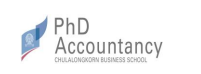 PhD
Accountancy
CHULALONGKORN BUSINESS SCHOOL